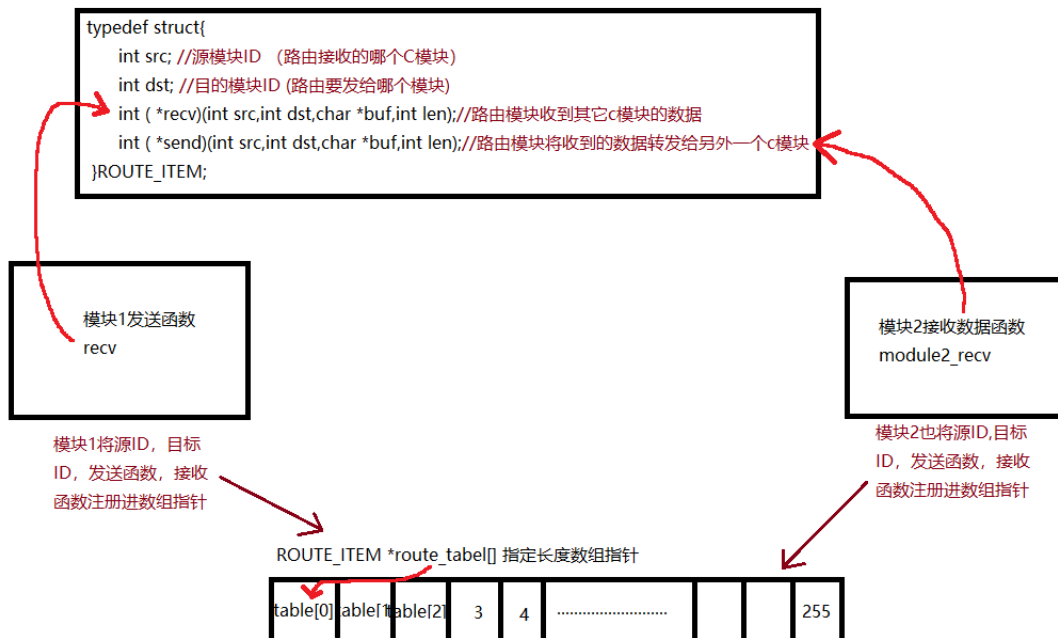 typedef struct{
int src; //源模块ID （路由接收的哪个C模块）
int dst; //目的模块ID (路由要发给哪个模块)
int ( *recv)(int src,int dst,char *buf,int len);//路由模块收到其它c模块的数据
int ( *send)(int src,int dst,char *buf,int len);//路由模块将收到的数据转发给另外一个c模块
}ROUTE_ITEM;
模块1发送函数
recv
模块2接收数据函数
module2_recv
模块1将源ID，目标
ID，发送函数，接收
函数注册进数组指针
模块2也将源ID,目标
ID，发送函数，接收
函数注册进数组指针
ROUTE_ITEM *route_tabel[] 指定长度数组指针
table[0] table[1 table[2] 3 4 ........................... 255